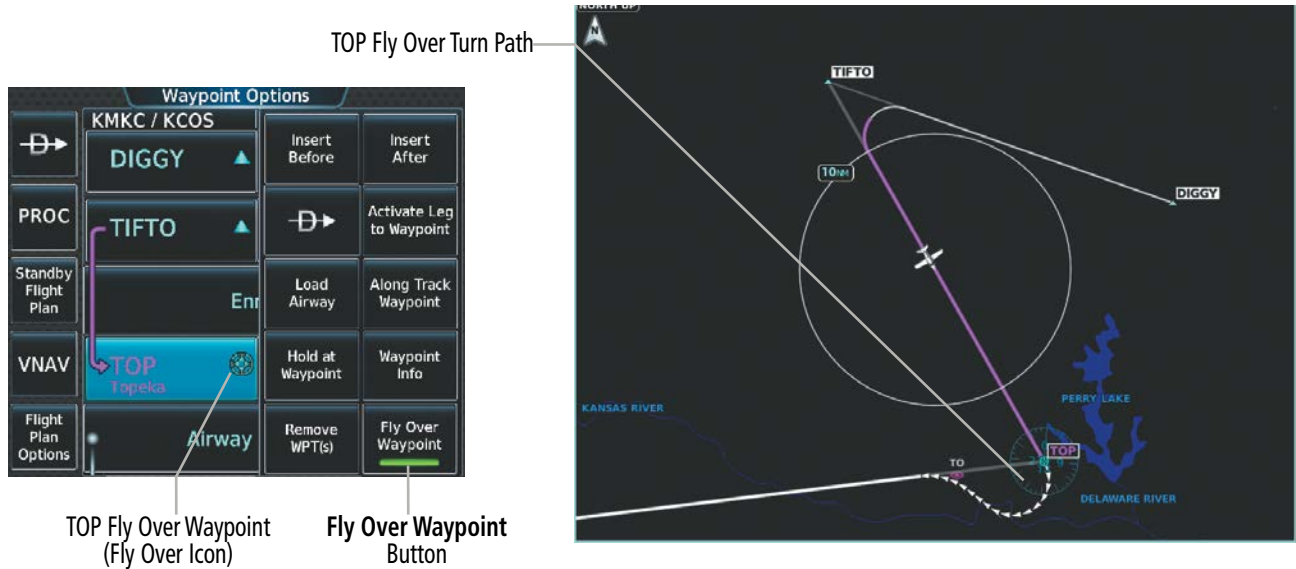 NORTH UP
N
TOP Fly Over Turn Path
TIFTO
10NM
DIGGY
KANSAS RIVER
PERRY LAKE
TO
TOP
DELAWARE RIVER
Waypoint Options
KMKC / KCOS
D
PROC
Standby
Flight
Plan
VNAV
Flight
Plan
Options
DIGGY
TIFTO
Enr
TOP
Topeka
Airway
Insert
Before
Insert
After
D
Activate Leg
to Waypoint
Load
Airway
Along Track
Waypoint
Hold at
Waypoint
Waypoint
Info
Remove
WPT(s)
Fly Over
Waypoint
TOP Fly Over Waypoint
(Fly Over Icon)
Fly Over Waypoint
Button